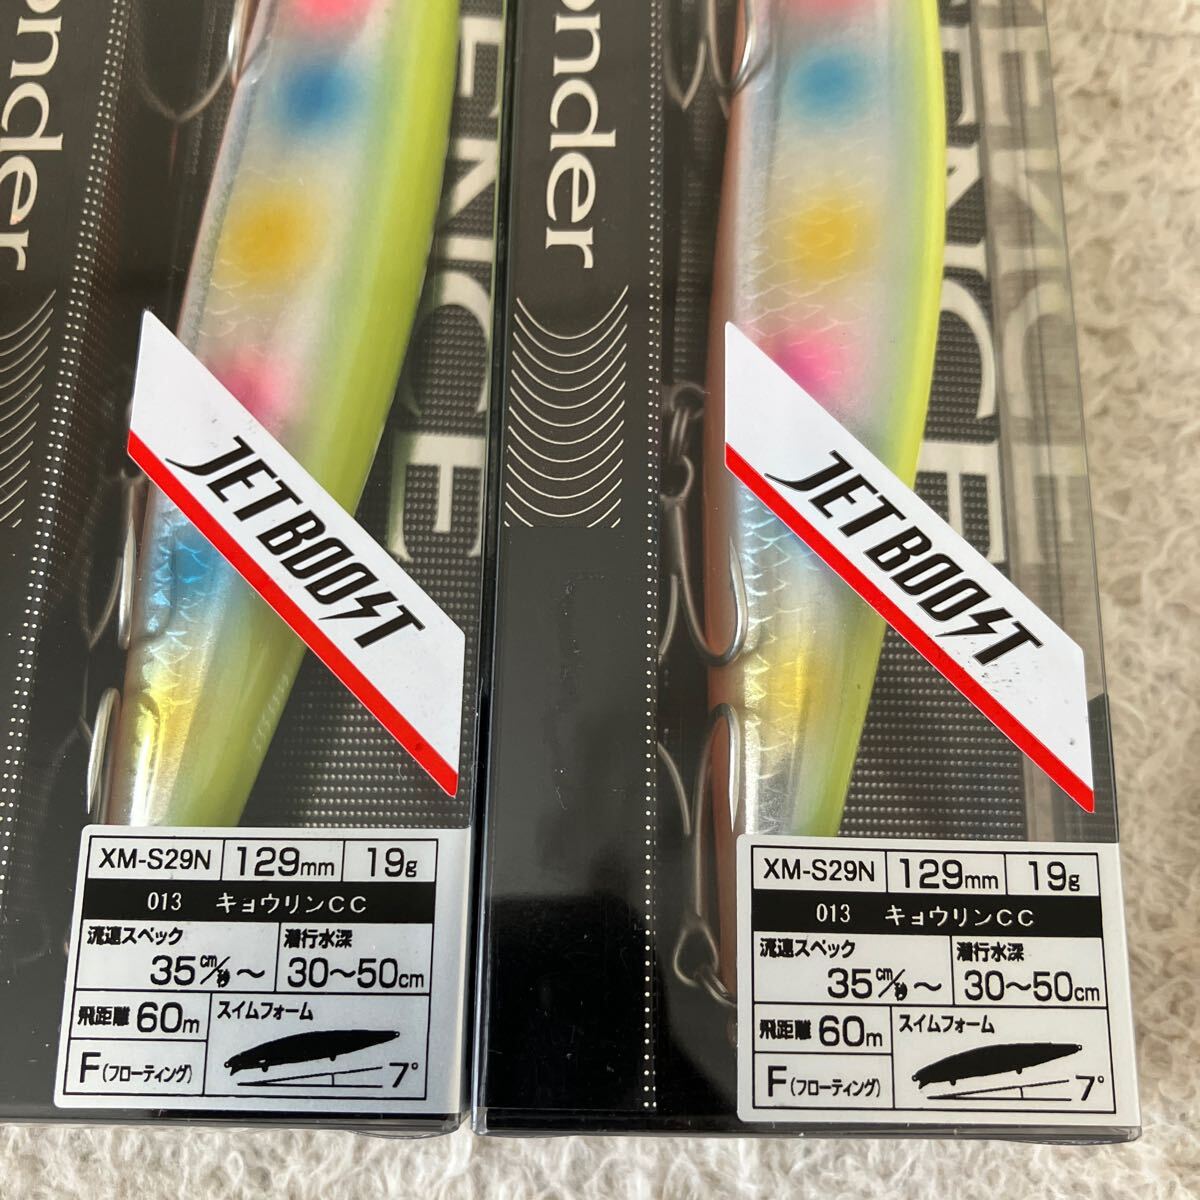 onder
ENCE
JET BOOST
XM-S29N 129mm 19g
013 キョウリンCC
流速スペック 潜行水深
35cm/秒～ 30～50cm
飛距離 60m スイムフォーム
F(フローティング) 7°
onder
ENCE
JET BOOST
XM-S29N 129mm 19g
013 キョウリンCC
流速スペック 潜行水深
35cm/秒～ 30～50cm
飛距離 60m スイムフォーム
F(フローティング) 7°